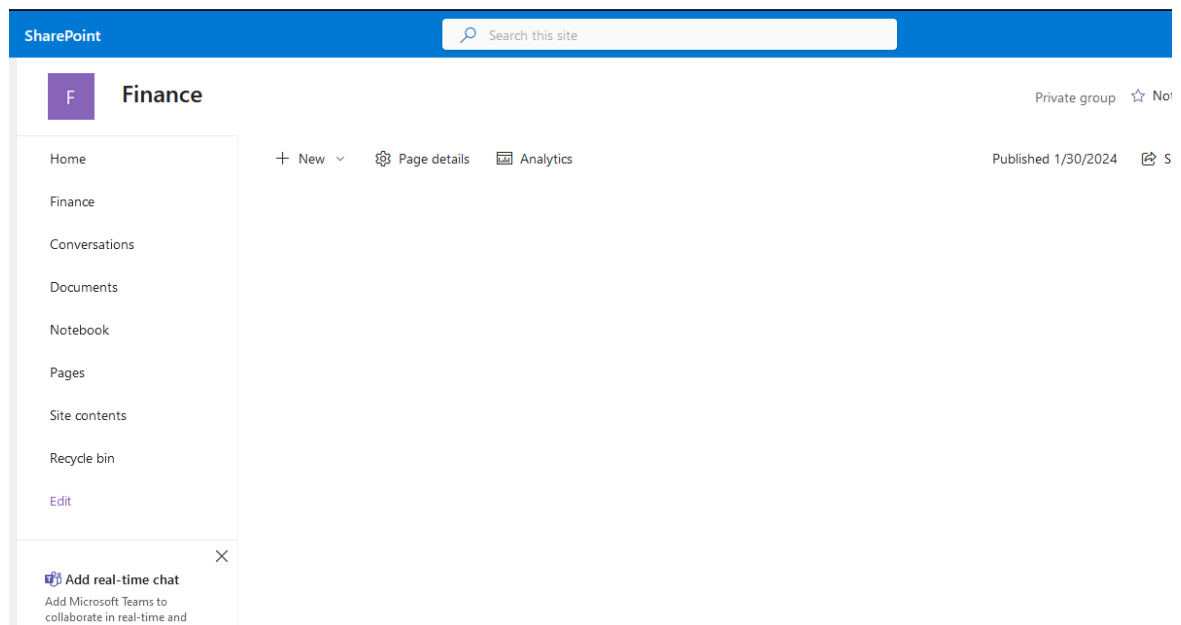 SharePoint
Search this site
F
Finance
Private group
Home
New
Page details
Analytics
Published 1/30/2024
Finance
Conversations
Documents
Notebook
Pages
Site contents
Recycle bin
Edit
Add real-time chat
Add Microsoft Teams to
collaborate in real-time and